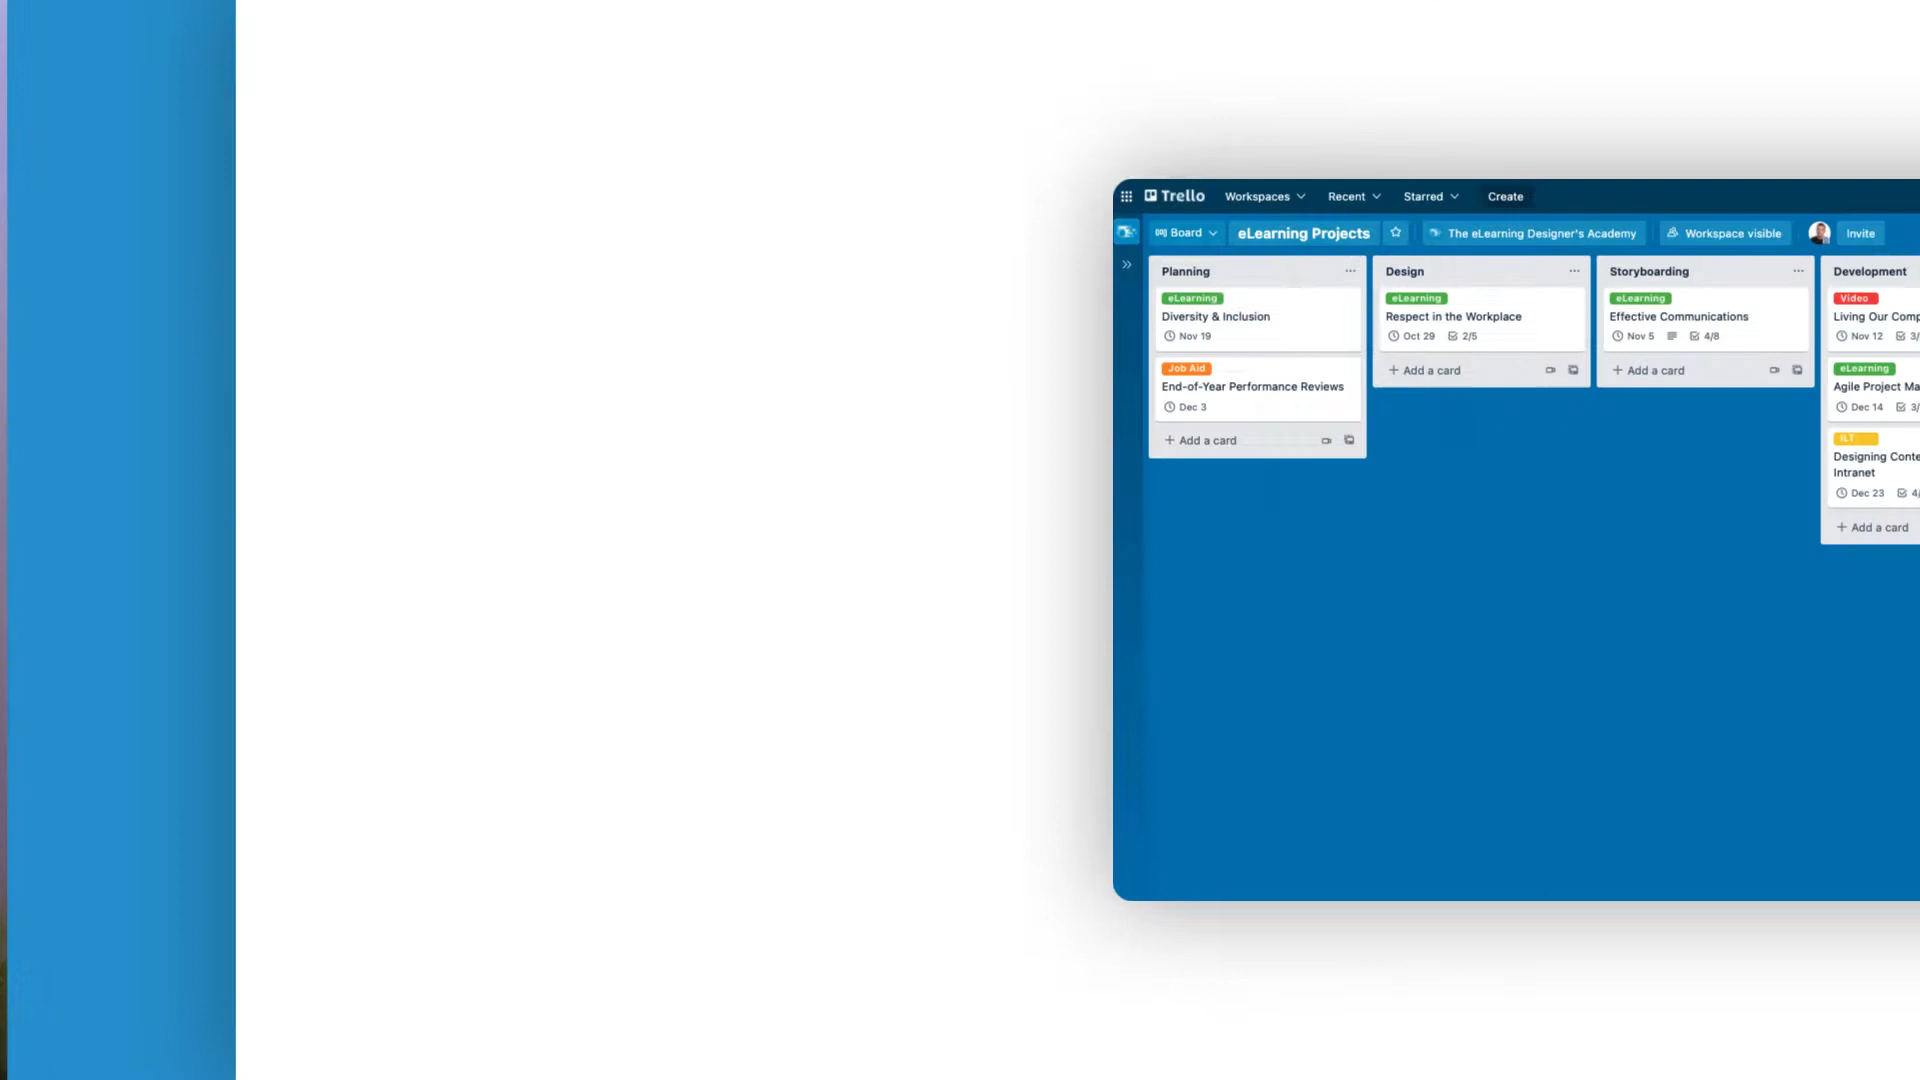 Trello Workspaces Recent Starred Create
Board eLearning Projects The eLearning Designer's Academy Workspace visible Invite
Planning
eLearning
Diversity & Inclusion
Nov 19
Job Aid
End-of-Year Performance Reviews
Dec 3
+ Add a card
Design
eLearning
Respect in the Workplace
Oct 29 2/5
+ Add a card
Storyboarding
eLearning
Effective Communications
Nov 5 4/8
+ Add a card
Development
Video
Living Our Comp
Nov 12 3/
eLearning
Agile Project Ma
Dec 14 3/
ILT
Designing Conte
Intranet
Dec 23 4/
+ Add a card